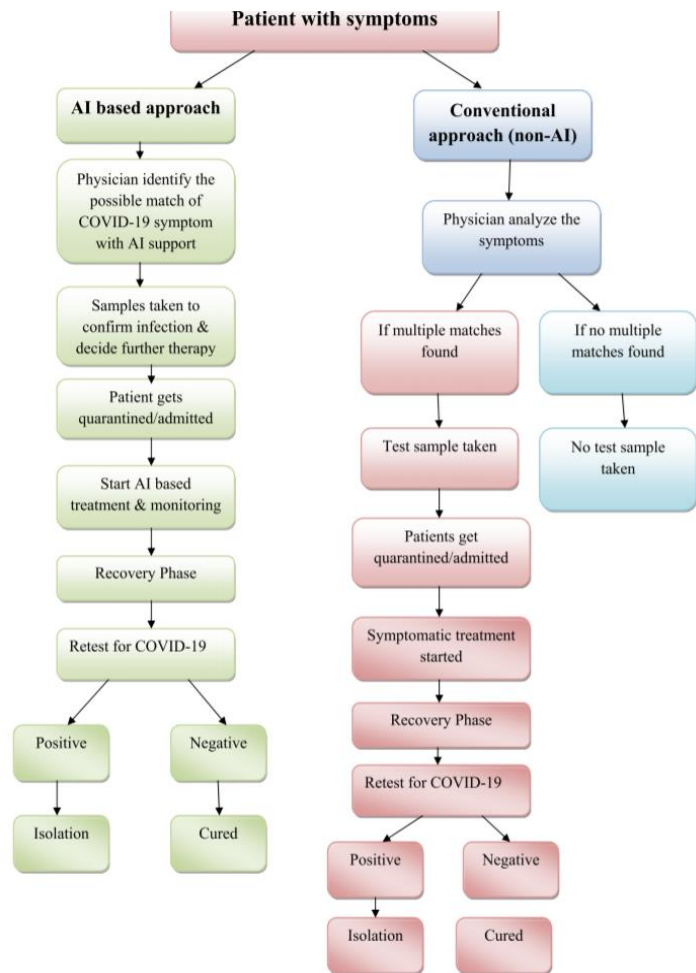 Patient with symptoms
AI based approach
Physician identify the
possible match of
COVID-19 symptom
with AI support
Samples taken to
confirm infection &
decide further therapy
Patient gets
quarantined/admitted
Start AI based
treatment & monitoring
Recovery Phase
Retest for COVID-19
Positive
Negative
Isolation
Cured
Conventional
approach (non-AI)
Physician analyze the
symptoms
If multiple matches
found
If no multiple
matches found
Test sample taken
No test sample
taken
Patients get
quarantined/admitted
Symptomatic treatment
started
Recovery Phase
Retest for COVID-19
Positive
Negative
Isolation
Cured